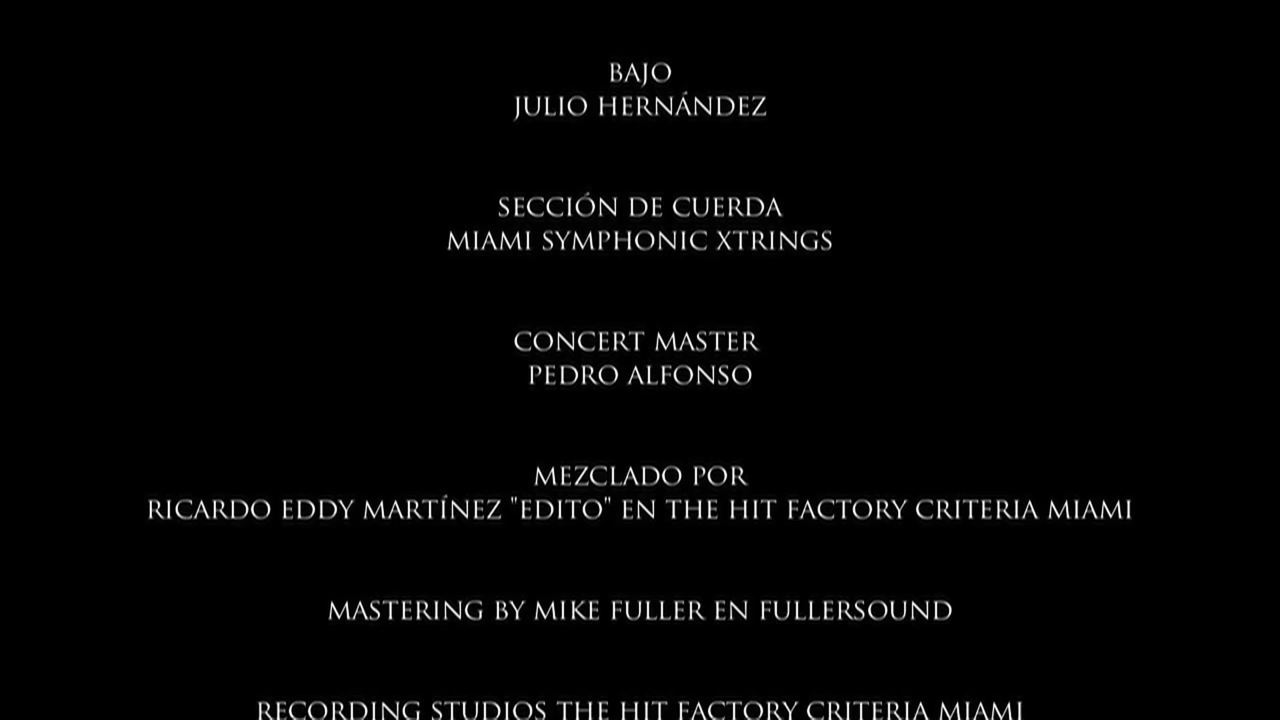 BAJO
JULIO HERNÁNDEZ
SECCIÓN DE CUERDA
MIAMI SYMPHONIC XTRINGS
CONCERT MASTER
PEDRO ALFONSO
MEZCLADO POR
RICARDO EDDY MARTÍNEZ "EDITO" EN THE HIT FACTORY CRITERIA MIAMI
MASTERING BY MIKE FULLER EN FULLERSOUND
RECORDING STUDIOS THE HIT FACTORY CRITERIA MIAMI